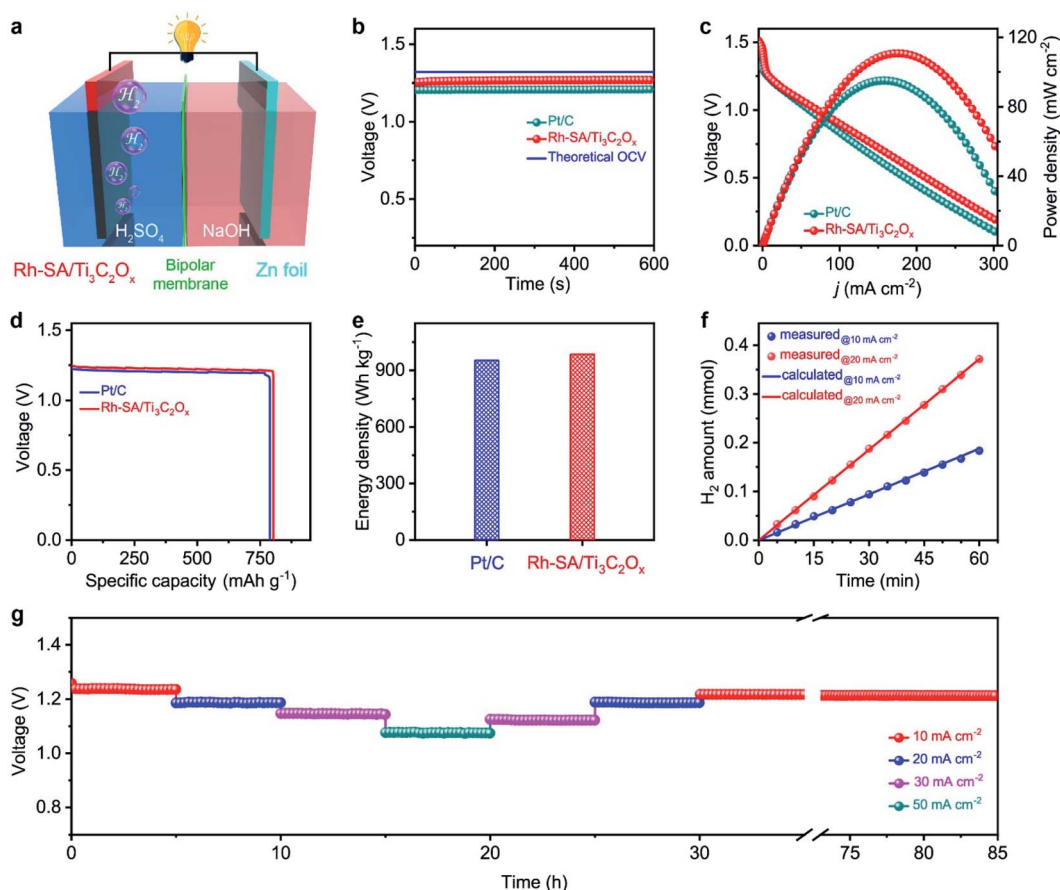 a
H₂
H₂
H₂
H₂
H₂SO₄
NaOH
Rh-SA/Ti₃C₂Oₓ
Bipolar
membrane
Zn foil
b
1.5
1.0
0.5
Voltage (V)
Pt/C
Rh-SA/Ti₃C₂Oₓ
Theoretical OCV
0 200 400 600
Time (s)
c
1.5
1.2
0.9
0.6
0.3
0.0
Voltage (V)
Pt/C
Rh-SA/Ti₃C₂Oₓ
120
80
40
0
Power density (mW cm⁻²)
0 100 200 300
j (mA cm⁻²)
d
1.5
1.0
0.5
0.0
Voltage (V)
Pt/C
Rh-SA/Ti₃C₂Oₓ
0 250 500 750
Specific capacity (mAh g⁻¹)
e
900
600
300
0
Energy density (Wh kg⁻¹)
Pt/C
Rh-SA/Ti₃C₂Oₓ
f
0.4
0.3
0.2
0.1
0.0
H₂ amount (mmol)
measured @10 mA cm⁻²
measured @20 mA cm⁻²
calculated @10 mA cm⁻²
calculated @20 mA cm⁻²
0 15 30 45 60
Time (min)
g
1.4
1.2
1.0
0.8
Voltage (V)
10 mA cm⁻²
20 mA cm⁻²
30 mA cm⁻²
50 mA cm⁻²
0 10 20 30 75 80 85
Time (h)